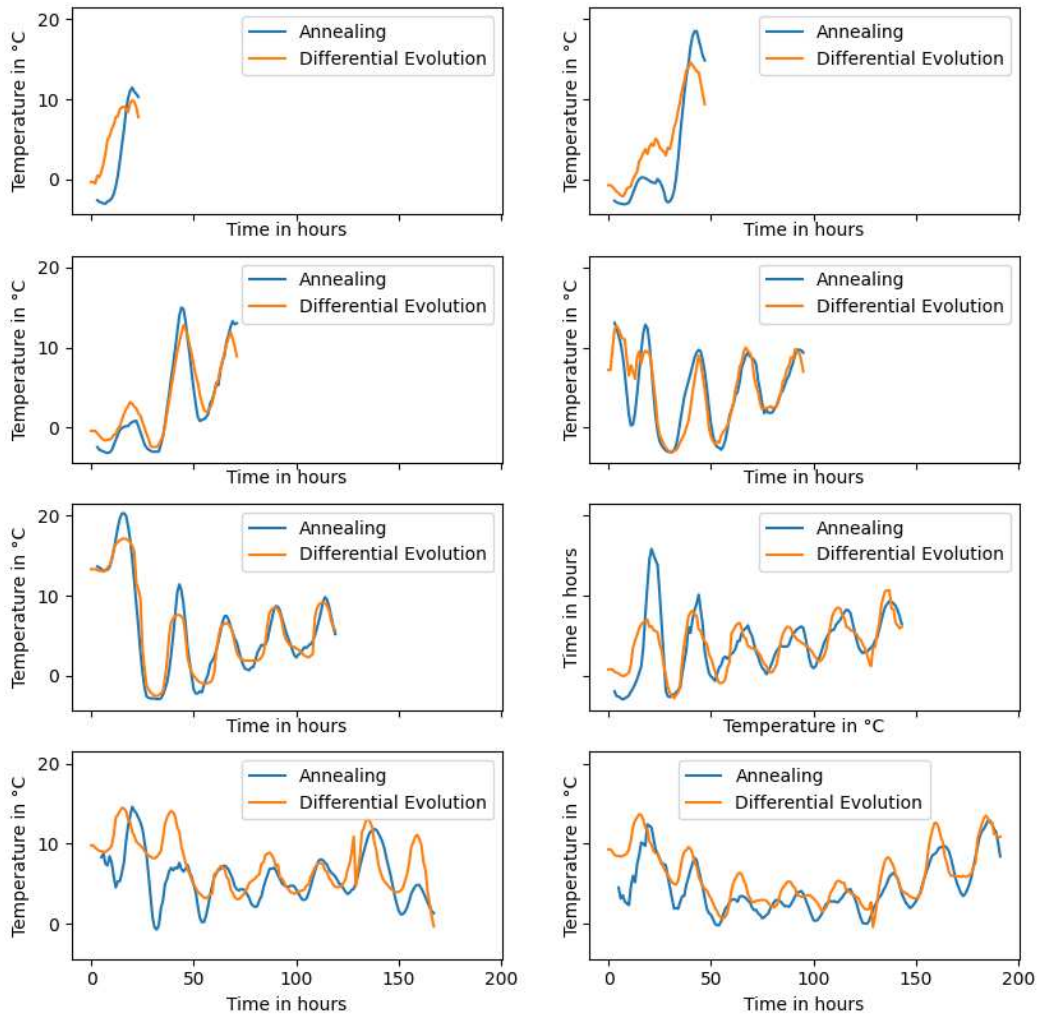 20
10
0
Temperature in °C
Annealing
Differential Evolution
Time in hours
Temperature in °C
Annealing
Differential Evolution
Time in hours
20
10
0
Temperature in °C
Annealing
Differential Evolution
Time in hours
Temperature in °C
Annealing
Differential Evolution
Time in hours
20
10
0
Temperature in °C
Annealing
Differential Evolution
Time in hours
Time in hours
Annealing
Differential Evolution
Temperature in °C
20
10
0
Temperature in °C
Annealing
Differential Evolution
0 50 100 150 200
Time in hours
Temperature in °C
Annealing
Differential Evolution
0 50 100 150 200
Time in hours